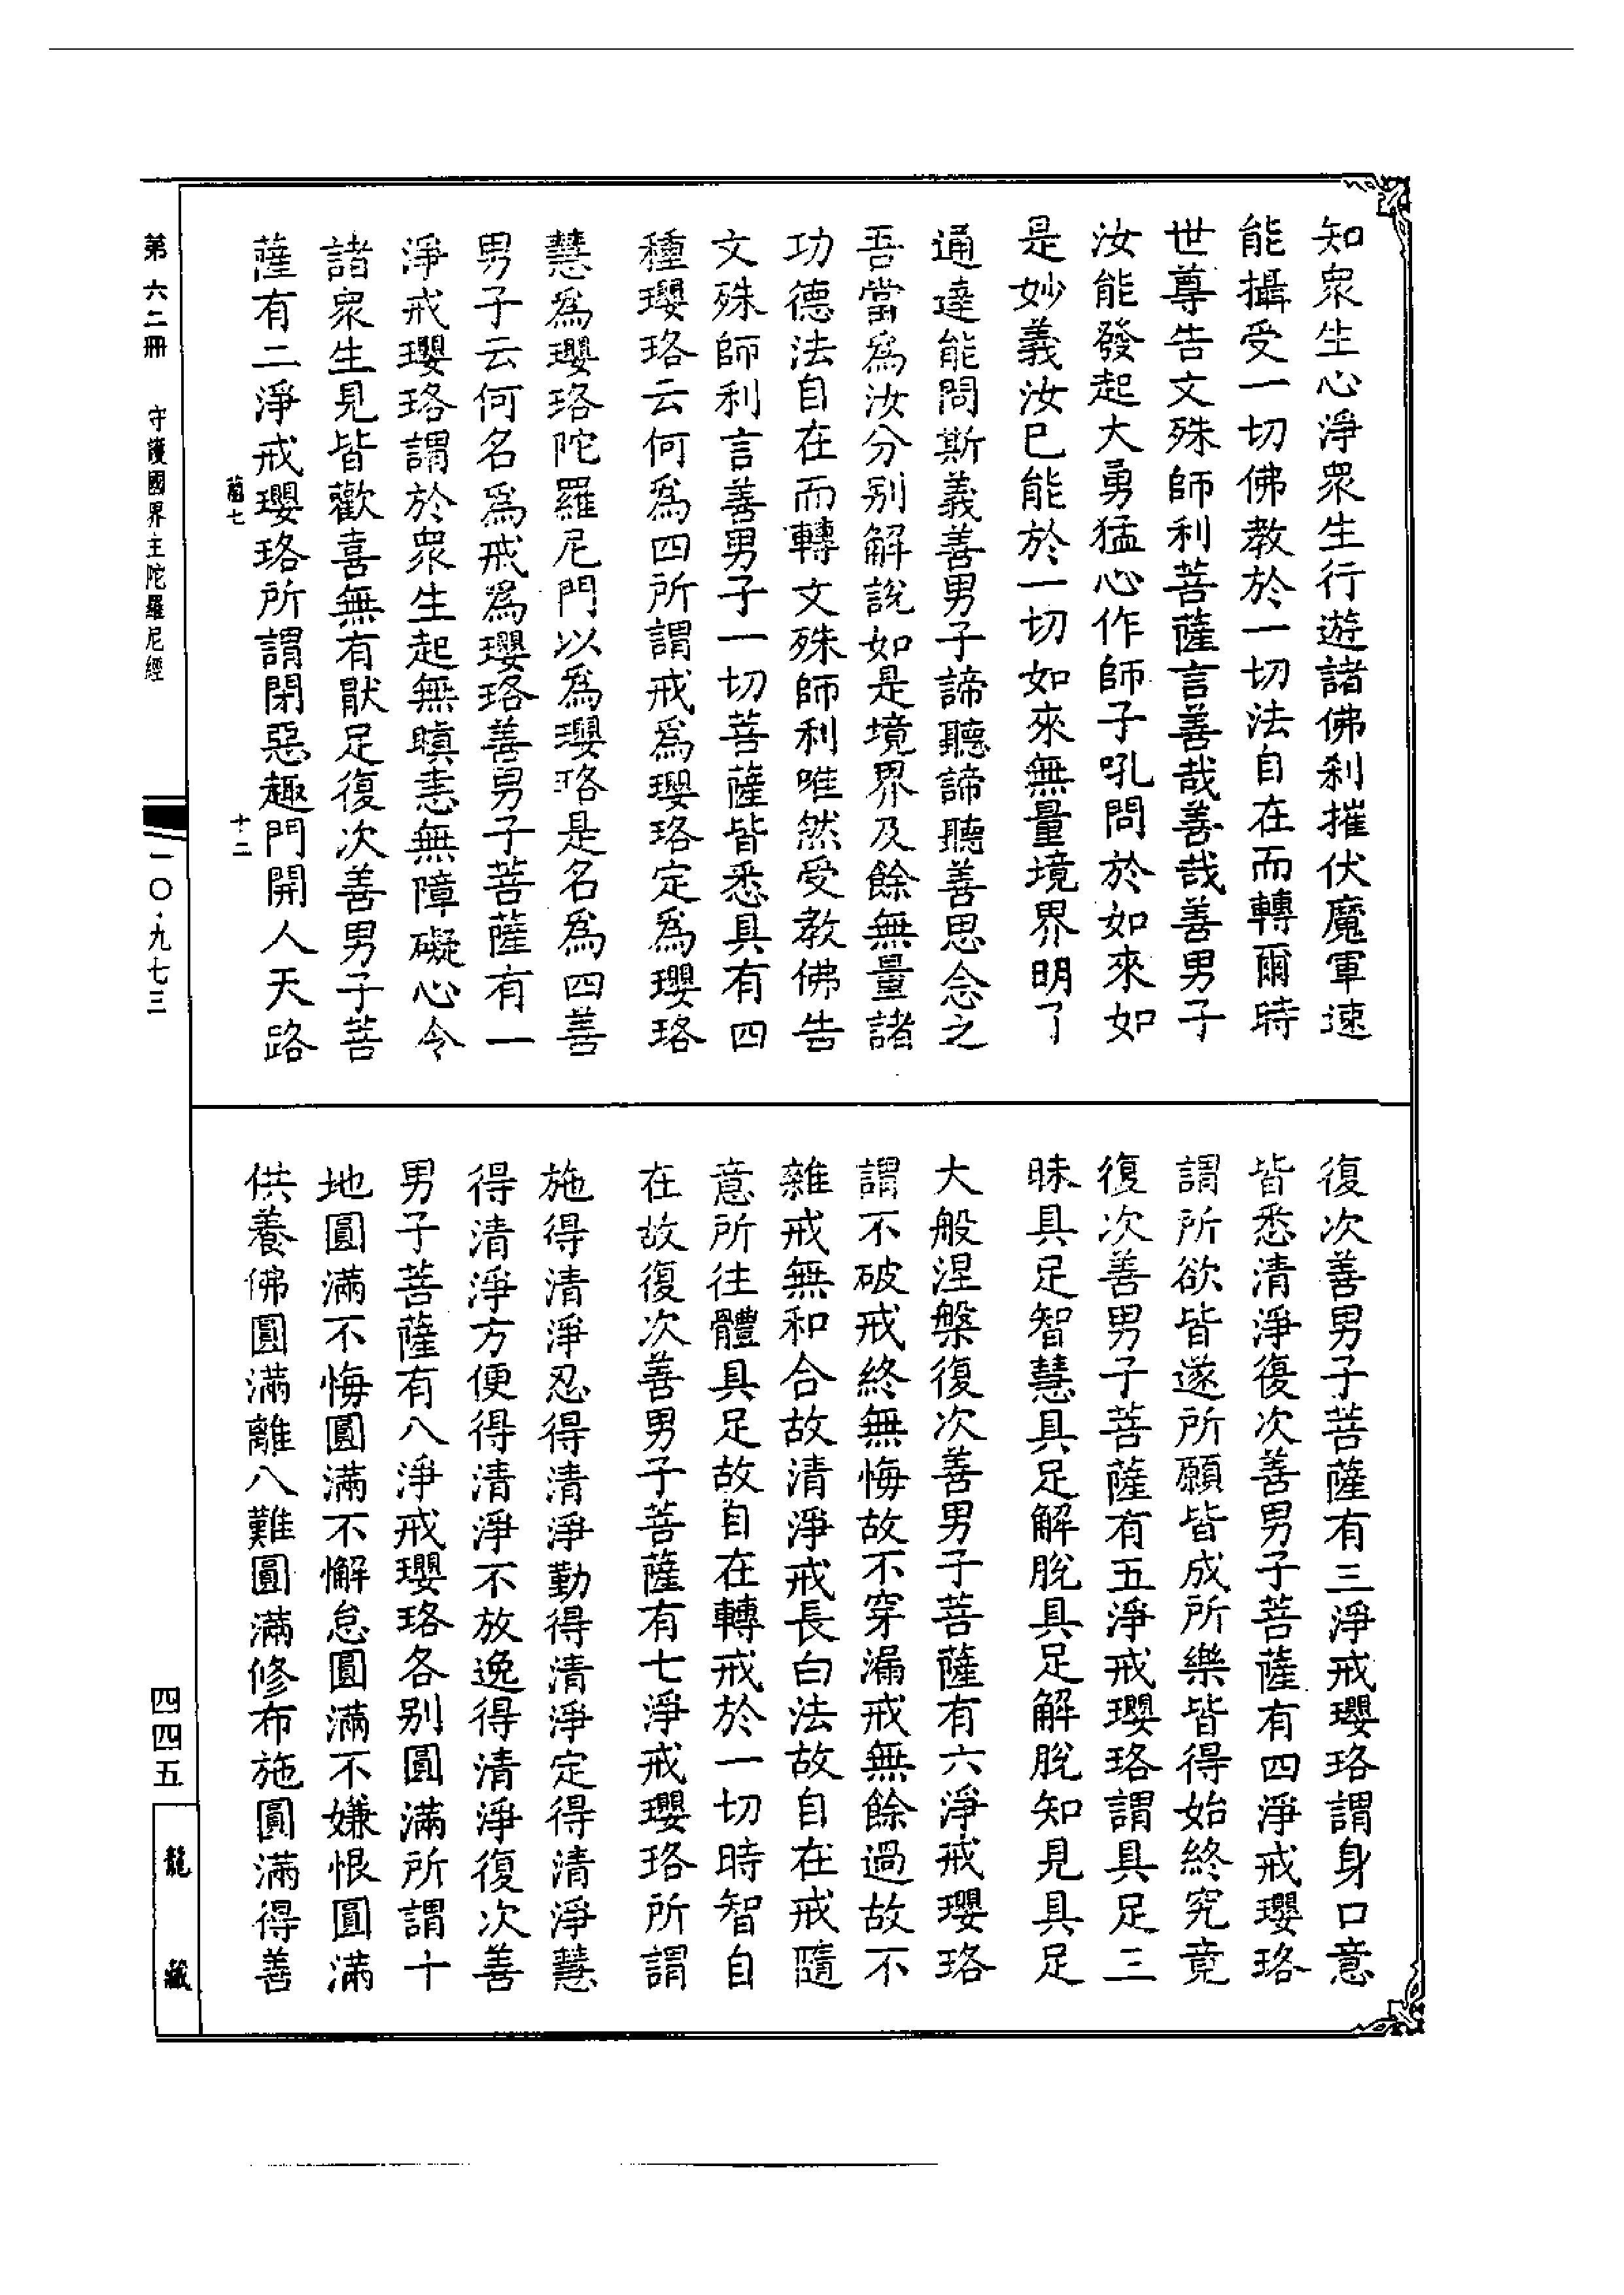 知眾生心淨眾生行遊諸佛剎摧伏魔軍速
能攝受一切佛教於一切法自在而轉爾時
世尊告文殊師利菩薩言善哉善哉善男子
汝能發起大勇猛心作師子吼問於如來如
是妙義汝已能於一切如來無量境界明了
通達能問斯義善男子諦聽諦聽善思念之
吾當為汝分別解說如是境界及餘無量諸
功德法自在而轉文殊師利唯然受教佛告
文殊師利言善男子一切菩薩皆悉具有四
種瓔珞云何為四所謂戒為瓔珞定為瓔珞
慧為瓔珞陀羅尼門以為瓔珞是名為四善
男子云何名為戒為瓔珞善男子菩薩有一
淨戒瓔珞謂於眾生起無瞋恚無障礙心令
諸眾生見皆歡喜無有猒足復次善男子菩
薩有二淨戒瓔珞所謂閉惡趣門開人天路
復次善男子菩薩有三淨戒瓔珞謂身口意
皆悉清淨復次善男子菩薩有四淨戒瓔珞
謂所欲皆遂所願皆成所樂皆得始終究竟
復次善男子菩薩有五淨戒瓔珞謂具足三
昧具足智慧具足解脫具足解脫知見具足
大般涅槃復次善男子菩薩有六淨戒瓔珞
謂不破戒終無悔故不穿漏戒無餘過故不
雜戒無和合故清淨戒長白法故自在戒隨
意所往體具足故自在轉戒於一切時智自
在故復次善男子菩薩有七淨戒瓔珞所謂
施得清淨忍得清淨勤得清淨定得清淨慧
得清淨方便得清淨不放逸得清淨復次善
男子菩薩有八淨戒瓔珞各別圓滿所謂十
地圓滿不悔圓滿不懈怠圓滿不嫌恨圓滿
供養佛圓滿離八難圓滿修布施圓滿得善
第六二冊 守護國界主陀羅尼經
十二
一〇·九七三
四四五
龍藏